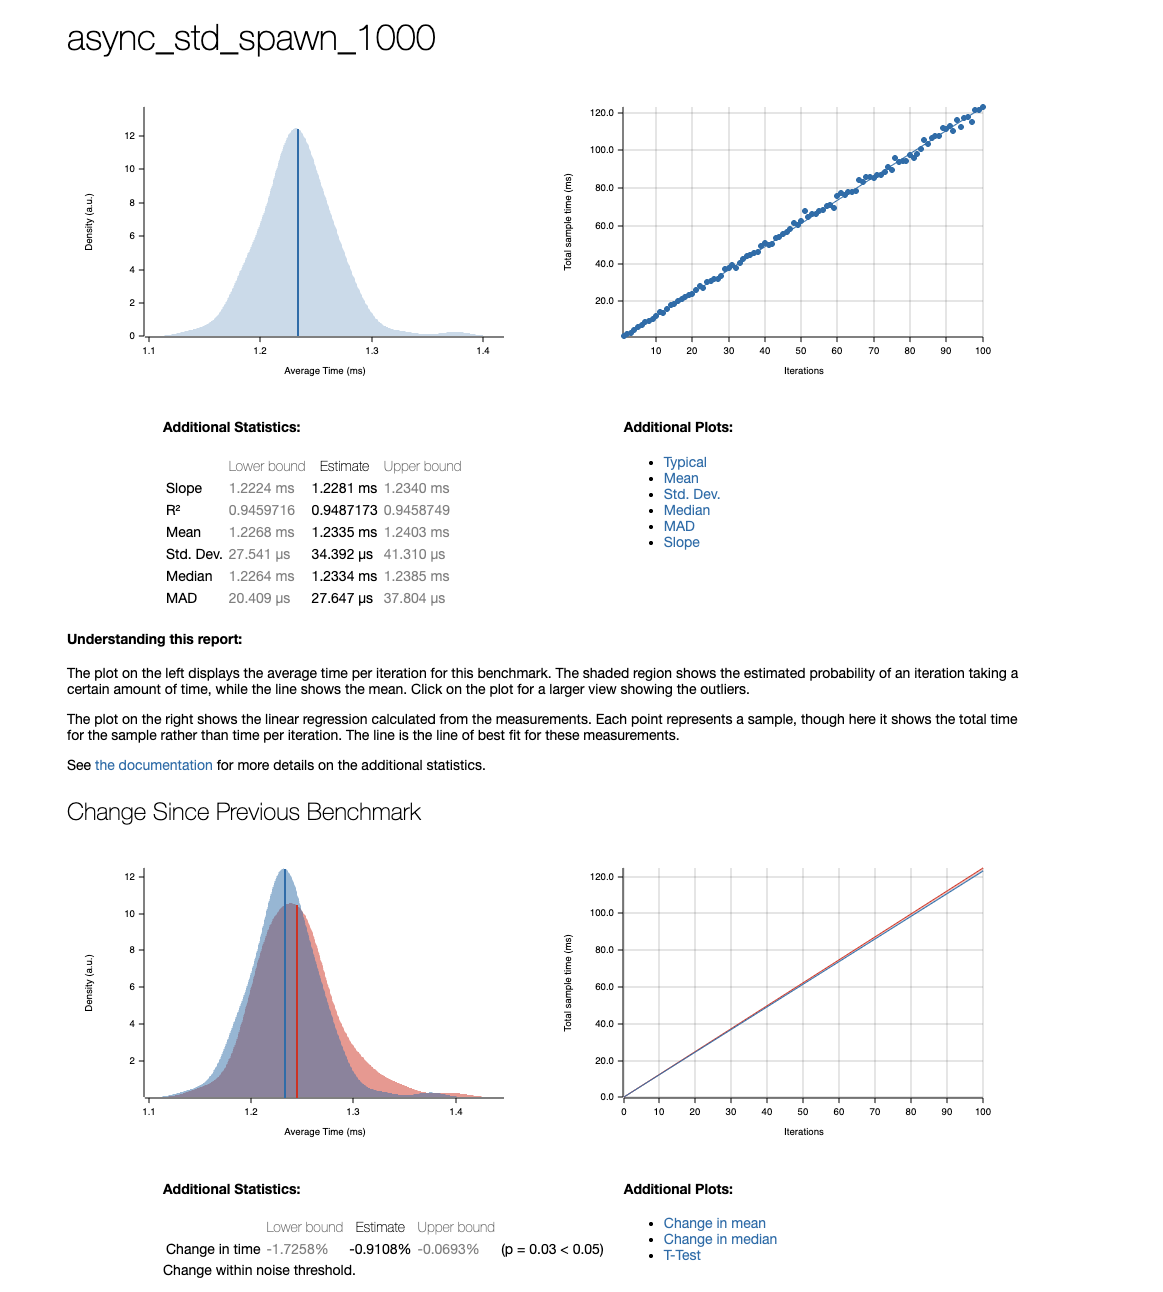 async_std_spawn_1000
12
10
8
6
4
2
0
Density (a.u.)
1.1 1.2 1.3 1.4
Average Time (ms)
120.0
100.0
80.0
60.0
40.0
20.0
Total sample time (ms)
10 20 30 40 50 60 70 80 90 100
Iterations
Additional Statistics:
Lower bound Estimate Upper bound
Slope 1.2224 ms 1.2281 ms 1.2340 ms
R² 0.9459716 0.9487173 0.9458749
Mean 1.2268 ms 1.2335 ms 1.2403 ms
Std. Dev. 27.541 µs 34.392 µs 41.310 µs
Median 1.2264 ms 1.2334 ms 1.2385 ms
MAD 20.409 µs 27.647 µs 37.804 µs
Additional Plots:
• Typical
• Mean
• Std. Dev.
• Median
• MAD
• Slope
Understanding this report:
The plot on the left displays the average time per iteration for this benchmark. The shaded region shows the estimated probability of an iteration taking a
certain amount of time, while the line shows the mean. Click on the plot for a larger view showing the outliers.
The plot on the right shows the linear regression calculated from the measurements. Each point represents a sample, though here it shows the total time
for the sample rather than time per iteration. The line is the line of best fit for these measurements.
See the documentation for more details on the additional statistics.
Change Since Previous Benchmark
12
10
8
6
4
2
Density (a.u.)
1.1 1.2 1.3 1.4
Average Time (ms)
120.0
100.0
80.0
60.0
40.0
20.0
0.0
Total sample time (ms)
0 10 20 30 40 50 60 70 80 90 100
Iterations
Additional Statistics:
Lower bound Estimate Upper bound
Change in time -1.7258% -0.9108% -0.0693% (p = 0.03 < 0.05)
Change within noise threshold.
Additional Plots:
• Change in mean
• Change in median
• T-Test